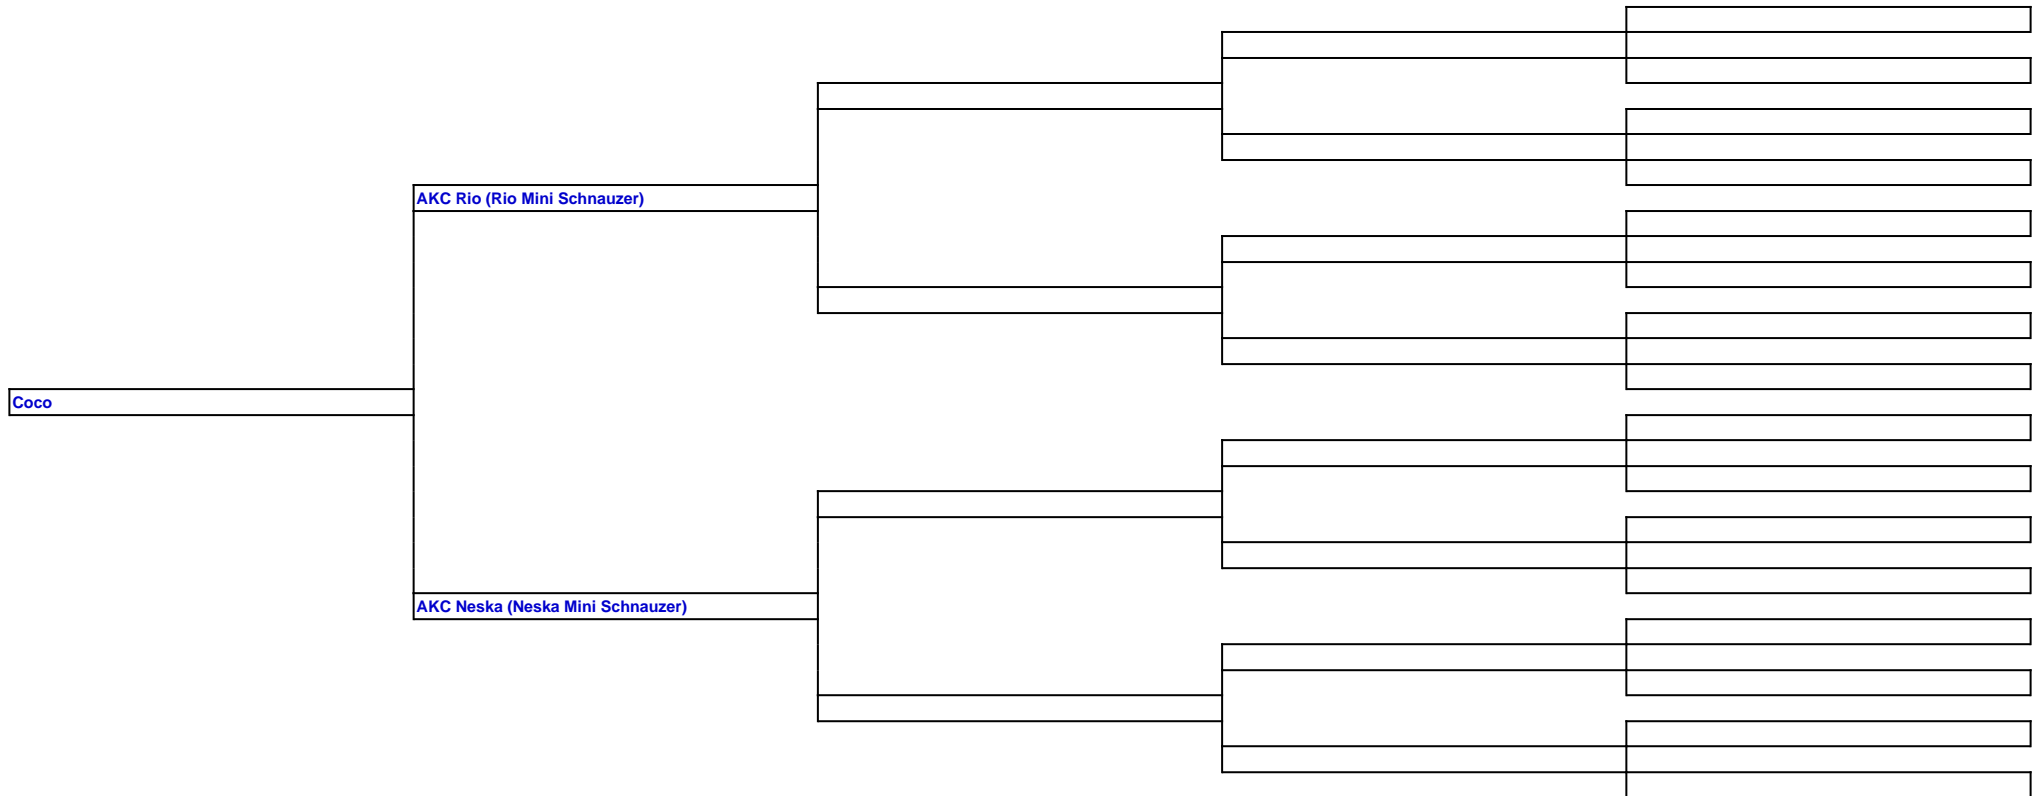 AKC Rio (Rio Mini Schnauzer)
Coco
AKC Neska (Neska Mini Schnauzer)